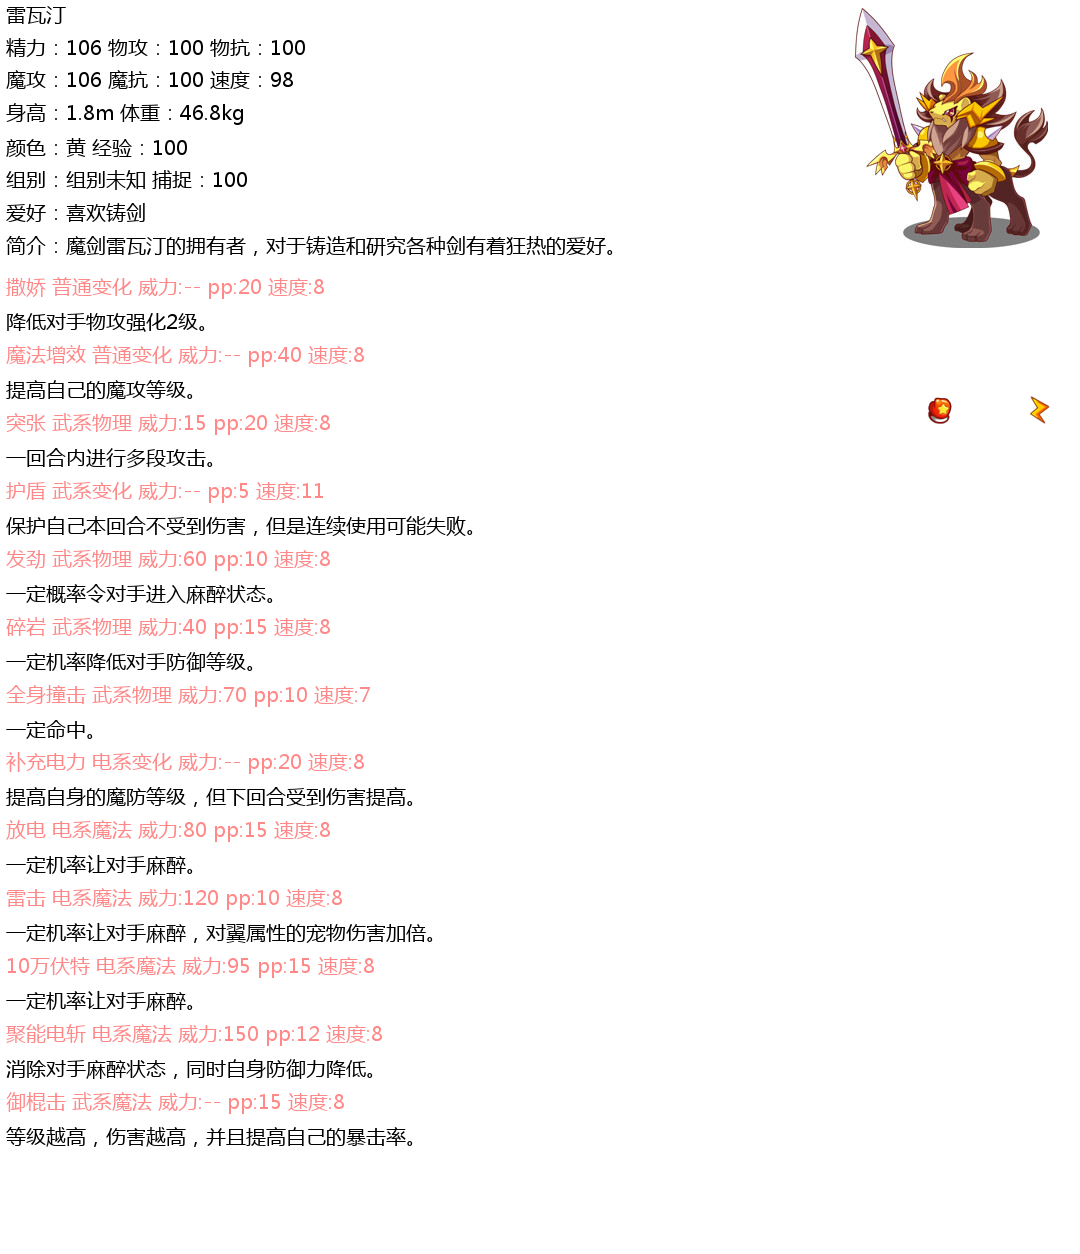 雷瓦汀
精力：106 物攻：100 物抗：100
魔攻：106 魔抗：100 速度：98
身高：1.8m 体重：46.8kg
颜色：黄 经验：100
组别：组别未知 捕捉：100
爱好：喜欢铸剑
简介：魔剑雷瓦汀的拥有者，对于铸造和研究各种剑有着狂热的爱好。
撒娇 普通变化 威力:-- pp:20 速度:8
降低对手物攻强化2级。
魔法增效 普通变化 威力:-- pp:40 速度:8
提高自己的魔攻等级。
突张 武系物理 威力:15 pp:20 速度:8
一回合内进行多段攻击。
护盾 武系变化 威力:-- pp:5 速度:11
保护自己本回合不受到伤害，但是连续使用可能失败。
发劲 武系物理 威力:60 pp:10 速度:8
一定概率令对手进入麻醉状态。
碎岩 武系物理 威力:40 pp:15 速度:8
一定机率降低对手防御等级。
全身撞击 武系物理 威力:70 pp:10 速度:7
一定命中。
补充电力 电系变化 威力:-- pp:20 速度:8
提高自身的魔防等级，但下回合受到伤害提高。
放电 电系魔法 威力:80 pp:15 速度:8
一定机率让对手麻醉。
雷击 电系魔法 威力:120 pp:10 速度:8
一定机率让对手麻醉，对翼属性的宠物伤害加倍。
10万伏特 电系魔法 威力:95 pp:15 速度:8
一定机率让对手麻醉。
聚能电斩 电系魔法 威力:150 pp:12 速度:8
消除对手麻醉状态，同时自身防御力降低。
御棍击 武系魔法 威力:-- pp:15 速度:8
等级越高，伤害越高，并且提高自己的暴击率。